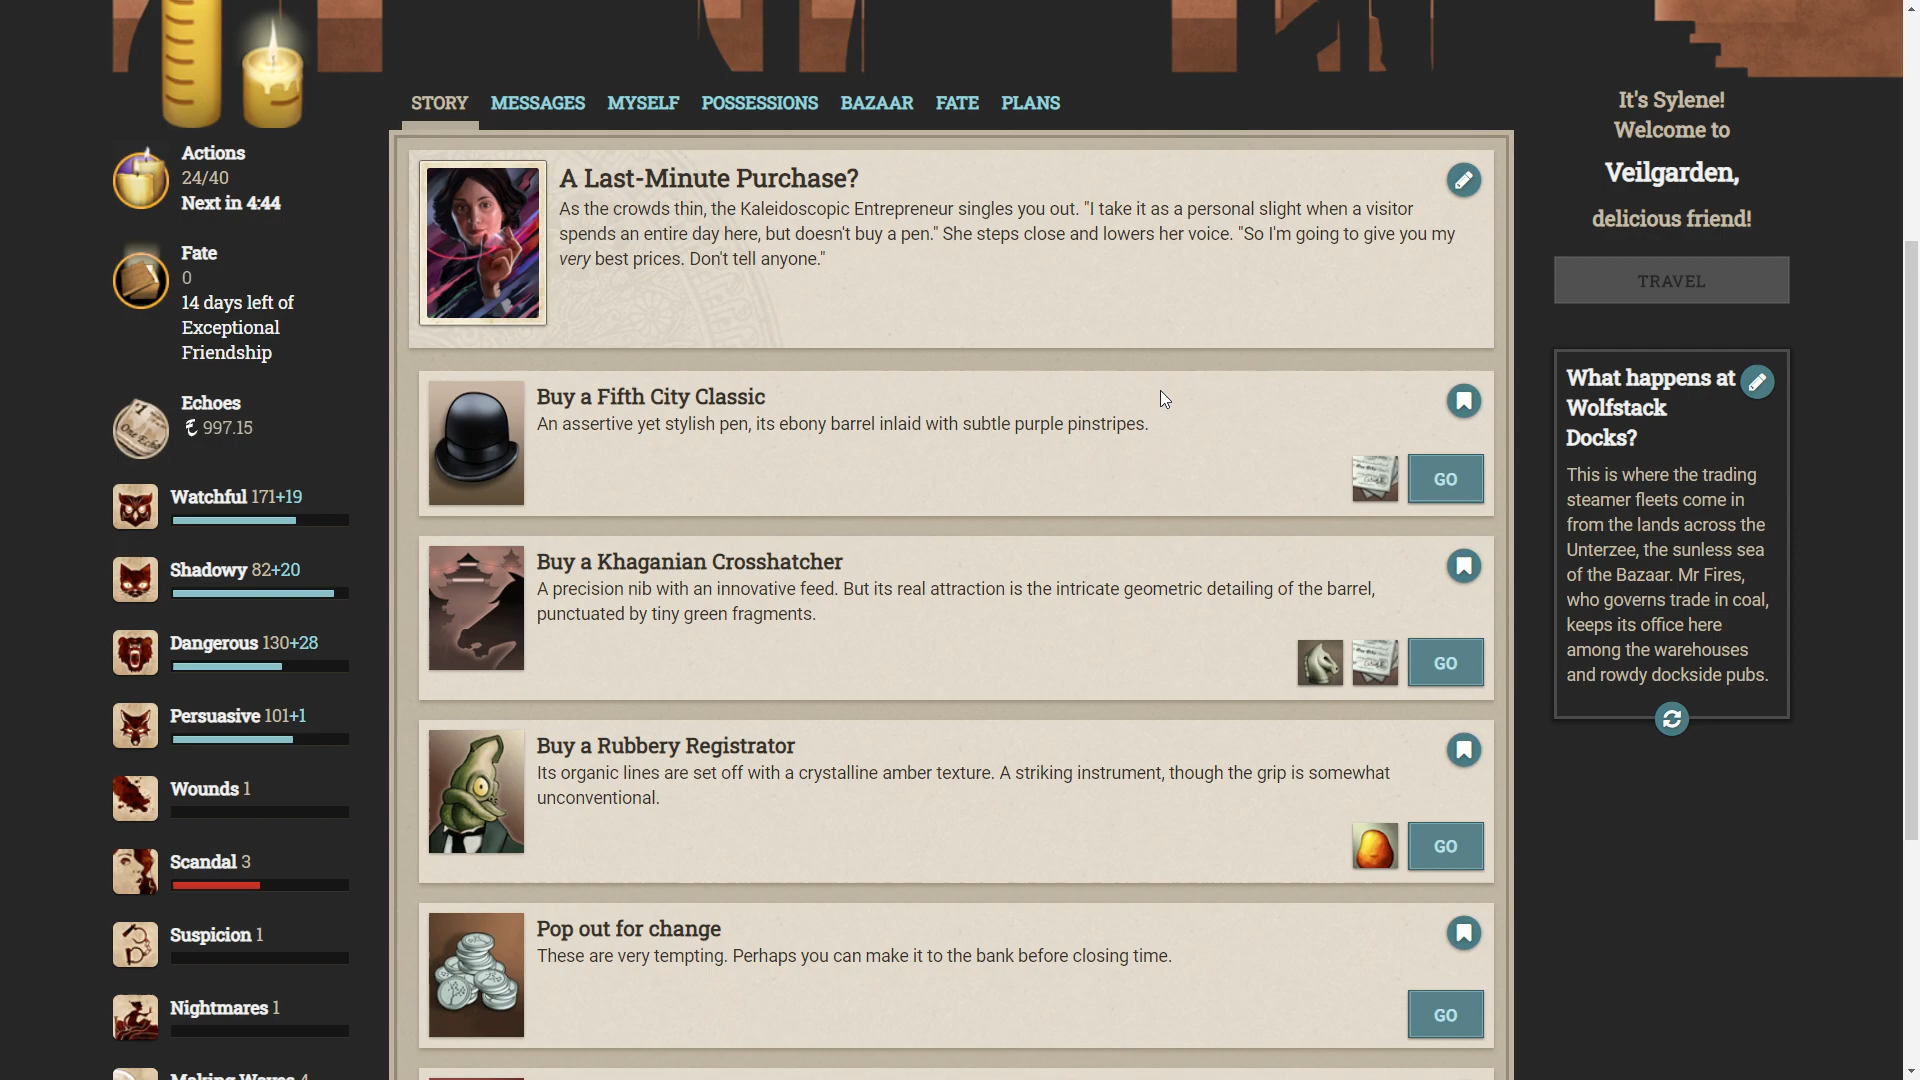 STORY MESSAGES MYSELF POSSESSIONS BAZAAR FATE PLANS
Actions
24/40
Next in 4:44
Fate
0
14 days left of
Exceptional
Friendship
Echoes
997.15
Watchful 171+19
Shadowy 82+20
Dangerous 130+28
Persuasive 101+1
Wounds 1
Scandal 3
Suspicion 1
Nightmares 1
Making Waves 4
A Last-Minute Purchase?
As the crowds thin, the Kaleidoscopic Entrepreneur singles you out. "I take it as a personal slight when a visitor
spends an entire day here, but doesn't buy a pen." She steps close and lowers her voice. "So I'm going to give you my
very best prices. Don't tell anyone."
Buy a Fifth City Classic
An assertive yet stylish pen, its ebony barrel inlaid with subtle purple pinstripes.
GO
Buy a Khaganian Crosshatcher
A precision nib with an innovative feed. But its real attraction is the intricate geometric detailing of the barrel,
punctuated by tiny green fragments.
GO
Buy a Rubbery Registrator
Its organic lines are set off with a crystalline amber texture. A striking instrument, though the grip is somewhat
unconventional.
GO
Pop out for change
These are very tempting. Perhaps you can make it to the bank before closing time.
GO
It's Sylene!
Welcome to
Veilgarden,
delicious friend!
TRAVEL
What happens at
Wolfstack
Docks?
This is where the trading
steamer fleets come in
from the lands across the
Unterzee, the sunless sea
of the Bazaar. Mr Fires,
who governs trade in coal,
keeps its office here
among the warehouses
and rowdy dockside pubs.